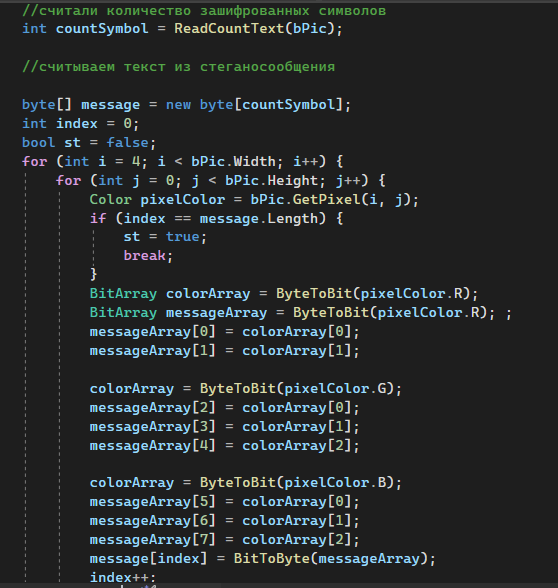 //считали количество зашифрованных символов
int countSymbol = ReadCountText(bPic);
//считываем текст из стеганосообщения
byte[] message = new byte[countSymbol];
int index = 0;
bool st = false;
for (int i = 4; i < bPic.Width; i++) {
for (int j = 0; j < bPic.Height; j++) {
Color pixelColor = bPic.GetPixel(i, j);
if (index == message.Length) {
st = true;
break;
}
BitArray colorArray = ByteToBit(pixelColor.R);
BitArray messageArray = ByteToBit(pixelColor.R); ;
messageArray[0] = colorArray[0];
messageArray[1] = colorArray[1];
colorArray = ByteToBit(pixelColor.G);
messageArray[2] = colorArray[0];
messageArray[3] = colorArray[1];
messageArray[4] = colorArray[2];
colorArray = ByteToBit(pixelColor.B);
messageArray[5] = colorArray[0];
messageArray[6] = colorArray[1];
messageArray[7] = colorArray[2];
message[index] = BitToByte(messageArray);
index++;